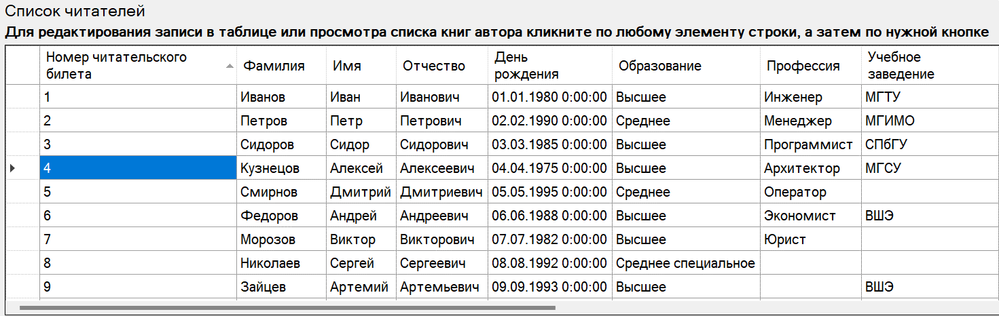 Список читателей
Для редактирования записи в таблице или просмотра списка книг автора кликните по любому элементу строки, а затем по нужной кнопке
Номер читательского билета Фамилия Имя Отчество День рождения Образование Профессия Учебное заведение
1 Иванов Иван Иванович 01.01.1980 0:00:00 Высшее Инженер МГТУ
2 Петров Петр Петрович 02.02.1990 0:00:00 Среднее Менеджер МГИМО
3 Сидоров Сидор Сидорович 03.03.1985 0:00:00 Высшее Программист СПбГУ
4 Кузнецов Алексей Алексеевич 04.04.1975 0:00:00 Высшее Архитектор МГСУ
5 Смирнов Дмитрий Дмитриевич 05.05.1995 0:00:00 Среднее Оператор
6 Федоров Андрей Андреевич 06.06.1988 0:00:00 Высшее Экономист ВШЭ
7 Морозов Виктор Викторович 07.07.1982 0:00:00 Высшее Юрист
8 Николаев Сергей Сергеевич 08.08.1992 0:00:00 Среднее специальное
9 Зайцев Артемий Артемьевич 09.09.1993 0:00:00 Высшее ВШЭ